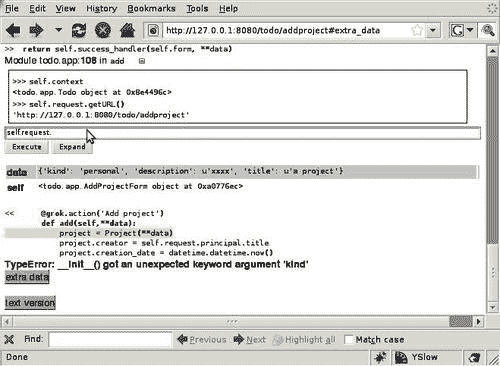 File Edit View History Bookmarks Tools Help
http://127.0.0.1:8080/todo/addproject#extra_data
>> return self.success_handler(self.form, **data)
Module todo.app:108 in add
>>> self.context
<todo.app.Todo object at 0x8e4496c>
>>> self.request.getURL()
'http://127.0.0.1:8080/todo/addproject'
self.request.
Execute Expand
data {'kind': 'personal', 'description': u'xxxx', 'title': u'a project'}
self <todo.app.AddProjectForm object at 0xa0776ec>
<< @grok.action('Add project')
def add(self,**data):
project = Project(**data)
project.creator = self.request.principal.title
project.creation_date = datetime.datetime.now()
TypeError: __init__() got an unexpected keyword argument 'kind'
extra data
text version
Find: Previous Next Highlight all Match case
Done YSlow